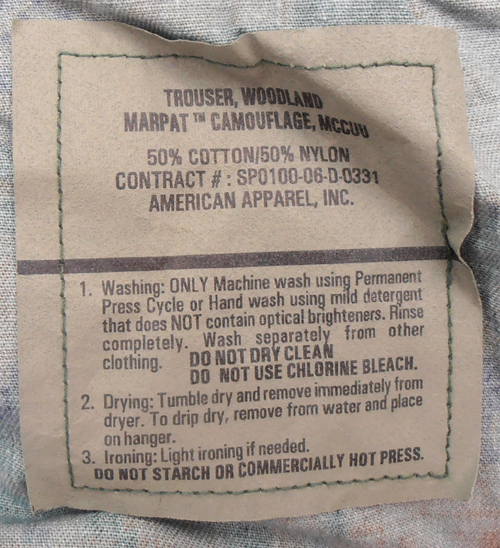 TROUSER, WOODLAND
MARPAT™ CAMOUFLAGE, MCCUU
50% COTTON/50% NYLON
CONTRACT # : SP0100-06-D-0331
AMERICAN APPAREL, INC.
1. Washing: ONLY Machine wash using Permanent
Press Cycle or Hand wash using mild detergent
that does NOT contain optical brighteners. Rinse
completely. Wash separately from other
clothing. DO NOT DRY CLEAN
DO NOT USE CHLORINE BLEACH.
2. Drying: Tumble dry and remove immediately from
dryer. To drip dry, remove from water and place
on hanger.
3. Ironing: Light ironing if needed.
DO NOT STARCH OR COMMERCIALLY HOT PRESS.